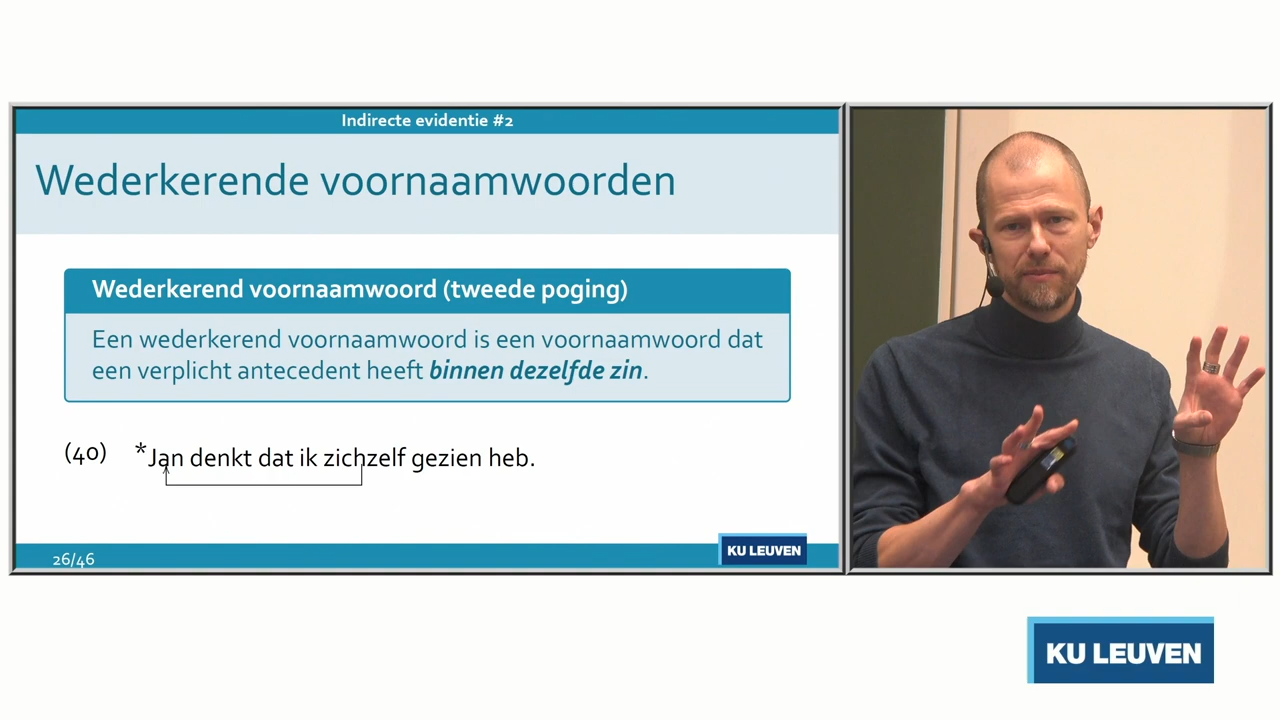 Indirecte evidentie #2
Wederkerende voornaamwoorden
Wederkerend voornaamwoord (tweede poging)
Een wederkerend voornaamwoord is een voornaamwoord dat
een verplicht antecedent heeft binnen dezelfde zin.
(40) *Jan denkt dat ik zichzelf gezien heb.
26/46
KU LEUVEN
KU LEUVEN